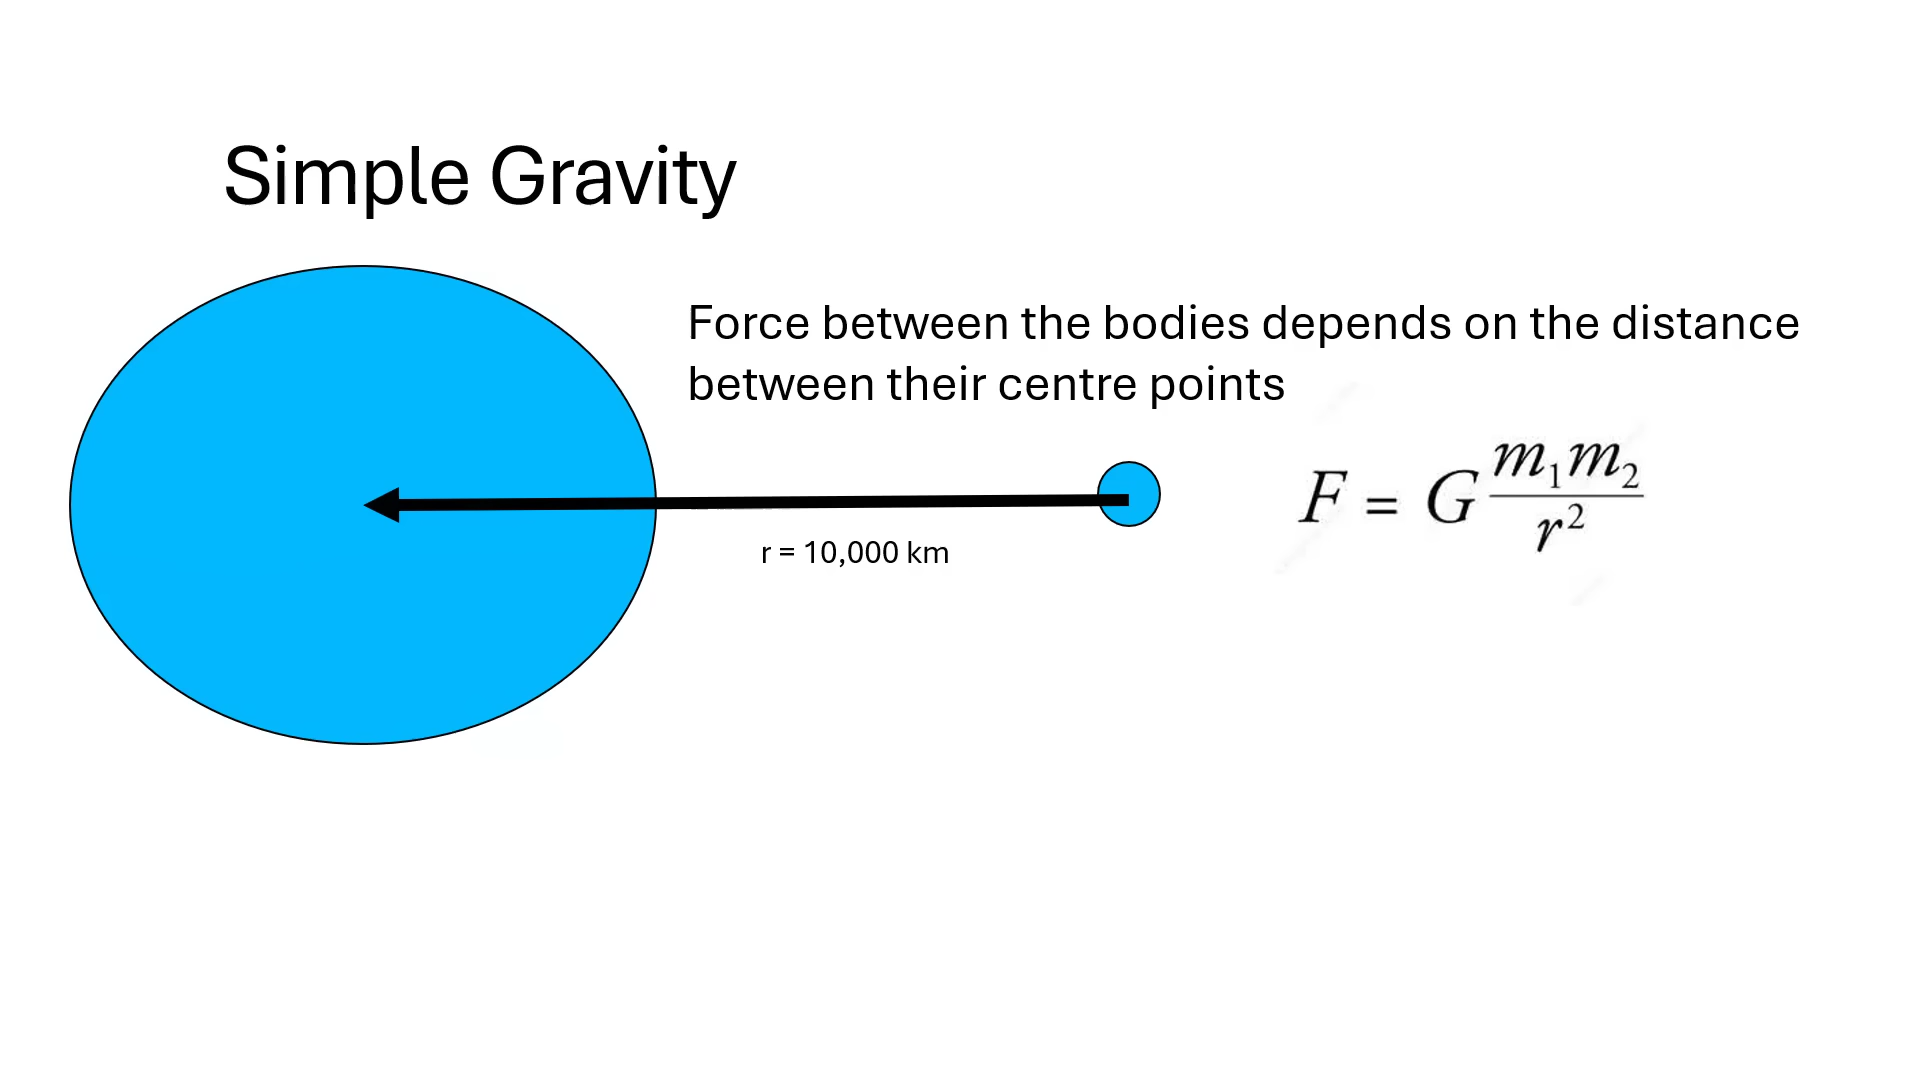 Simple Gravity
Force between the bodies depends on the distance
between their centre points
F = G m₁m₂ / r²
r = 10,000 km